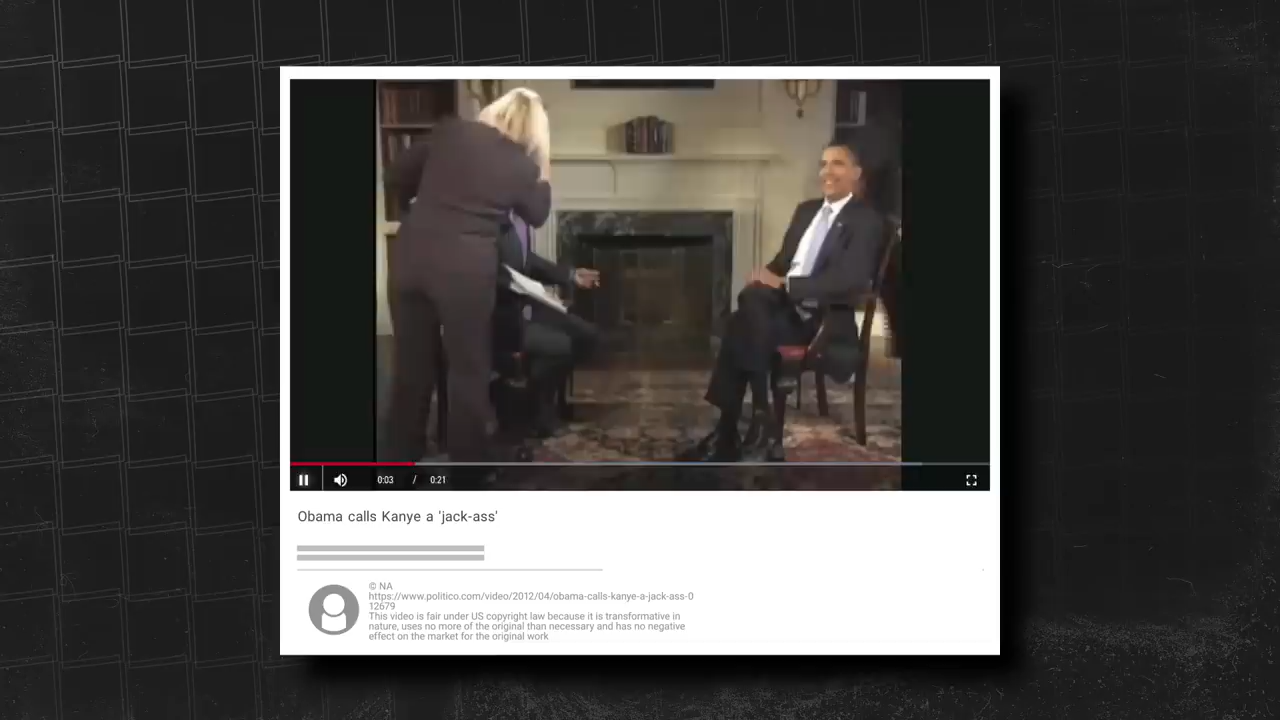 0:03 / 0:21
Obama calls Kanye a 'jack-ass'
© NA
https://www.politico.com/video/2012/04/obama-calls-kanye-a-jack-ass-0
12679
This video is fair under US copyright law because it is transformative in
nature, uses no more of the original than necessary and has no negative
effect on the market for the original work